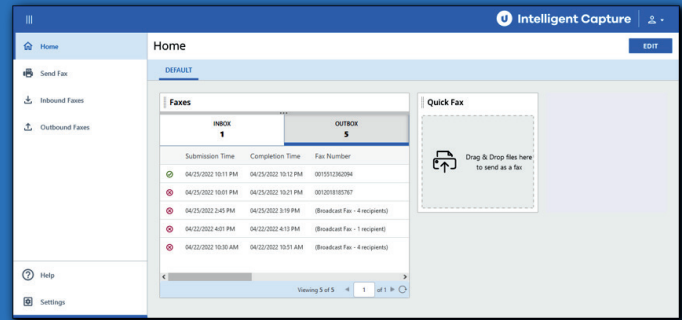 Intelligent Capture
Home
Send Fax
Inbound Faxes
Outbound Faxes
Help
Settings
Home
EDIT
DEFAULT
Faxes
INBOX
1
OUTBOX
5
Submission Time Completion Time Fax Number
04/25/2022 10:11 PM 04/25/2022 10:12 PM 0015512362094
04/25/2022 10:01 PM 04/25/2022 10:21 PM 0012018185767
04/25/2022 2:45 PM 04/25/2022 3:19 PM (Broadcast Fax - 4 recipients)
04/22/2022 4:01 PM 04/22/2022 4:13 PM (Broadcast Fax - 1 recipient)
04/22/2022 10:30 AM 04/22/2022 10:51 AM (Broadcast Fax - 4 recipients)
Viewing 5 of 5 1 of 1
Quick Fax
Drag & Drop files here
to send as a fax